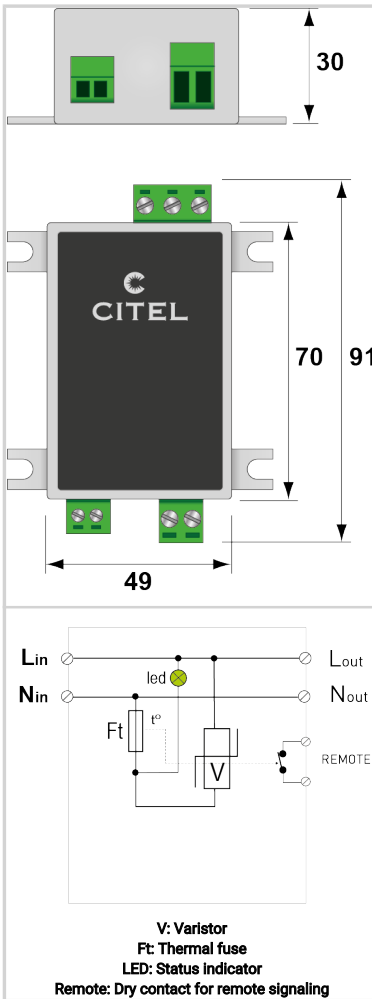 30
CITEL
70
91
49
Lin
Lout
led
Nin
Nout
Ft
t°
V
REMOTE
V: Varistor
Ft: Thermal fuse
LED: Status indicator
Remote: Dry contact for remote signaling